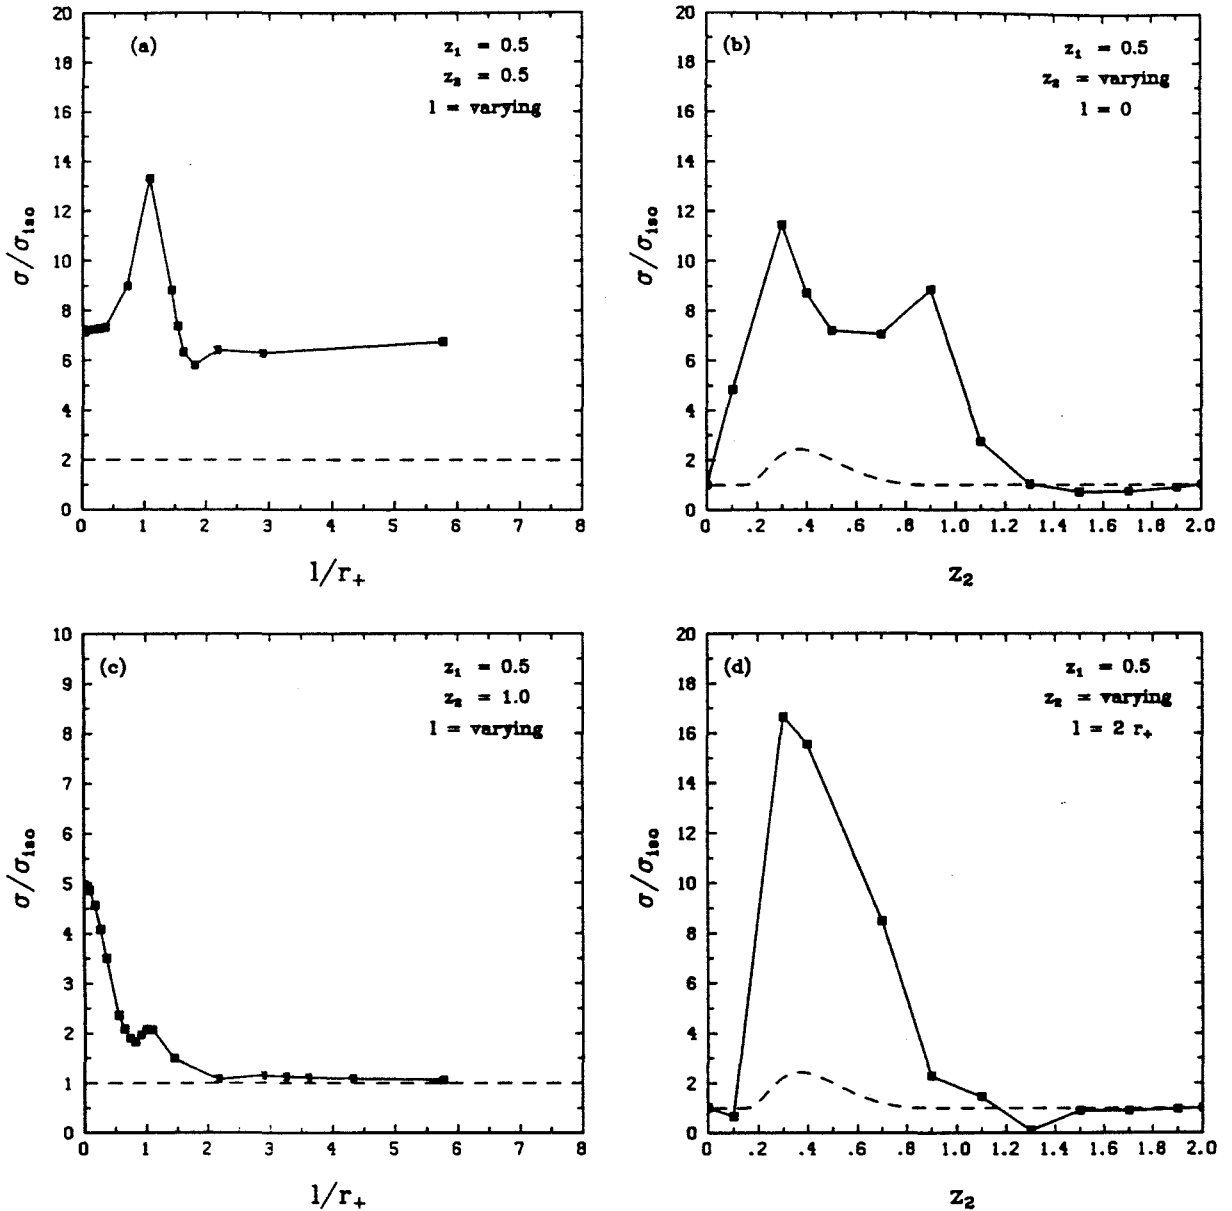 (a)
z₁ = 0.5
z₂ = 0.5
l = varying
20
18
16
14
12
10
8
6
4
2
0
σ/σiso
0 1 2 3 4 5 6 7 8
l/r₊
(b)
z₁ = 0.5
z₂ = varying
l = 0
20
18
16
14
12
10
8
6
4
2
0
σ/σiso
0 .2 .4 .6 .8 1.0 1.2 1.4 1.6 1.8 2.0
z₂
(c)
z₁ = 0.5
z₂ = 1.0
l = varying
10
9
8
7
6
5
4
3
2
1
0
σ/σiso
0 1 2 3 4 5 6 7 8
l/r₊
(d)
z₁ = 0.5
z₂ = varying
l = 2 r₊
20
18
16
14
12
10
8
6
4
2
0
σ/σiso
0 .2 .4 .6 .8 1.0 1.2 1.4 1.6 1.8 2.0
z₂